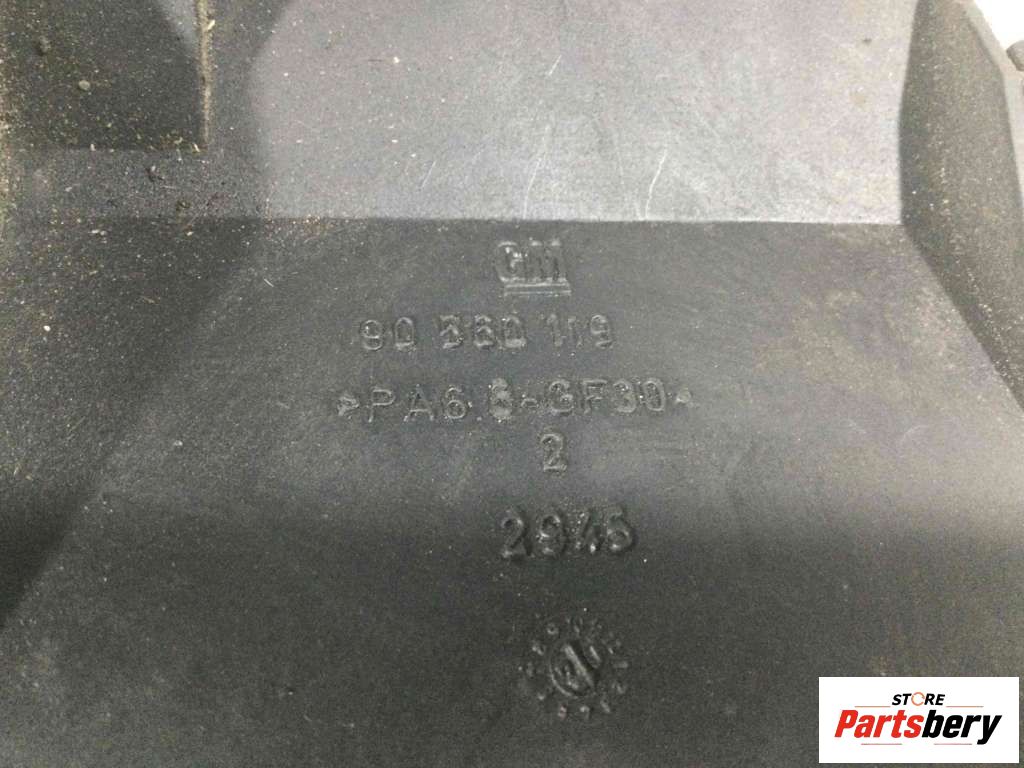 GM
90 560 119
>PA6.6-GF30<
2
2945
STORE
Partsbery